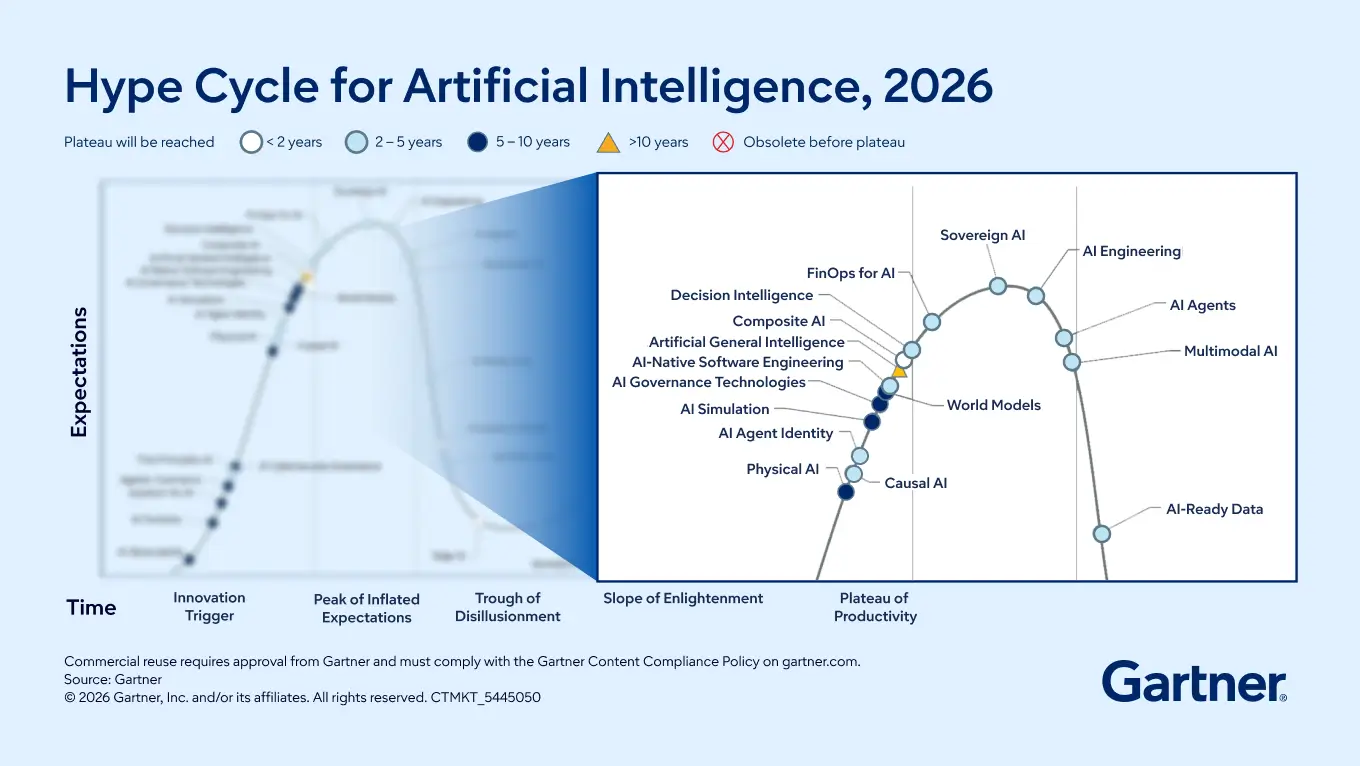 Hype Cycle for Artificial Intelligence, 2026
Plateau will be reached
< 2 years
2 – 5 years
5 – 10 years
>10 years
Obsolete before plateau
Expectations
Sovereign AI
AI Engineering
FinOps for AI
Decision Intelligence
AI Agents
Composite AI
Artificial General Intelligence
Multimodal AI
AI-Native Software Engineering
AI Governance Technologies
World Models
AI Simulation
AI Agent Identity
Physical AI
Causal AI
AI-Ready Data
Time
Innovation
Trigger
Peak of Inflated
Expectations
Trough of
Disillusionment
Slope of Enlightenment
Plateau of
Productivity
Commercial reuse requires approval from Gartner and must comply with the Gartner Content Compliance Policy on gartner.com.
Source: Gartner
© 2026 Gartner, Inc. and/or its affiliates. All rights reserved. CTMKT_5445050
Gartner®